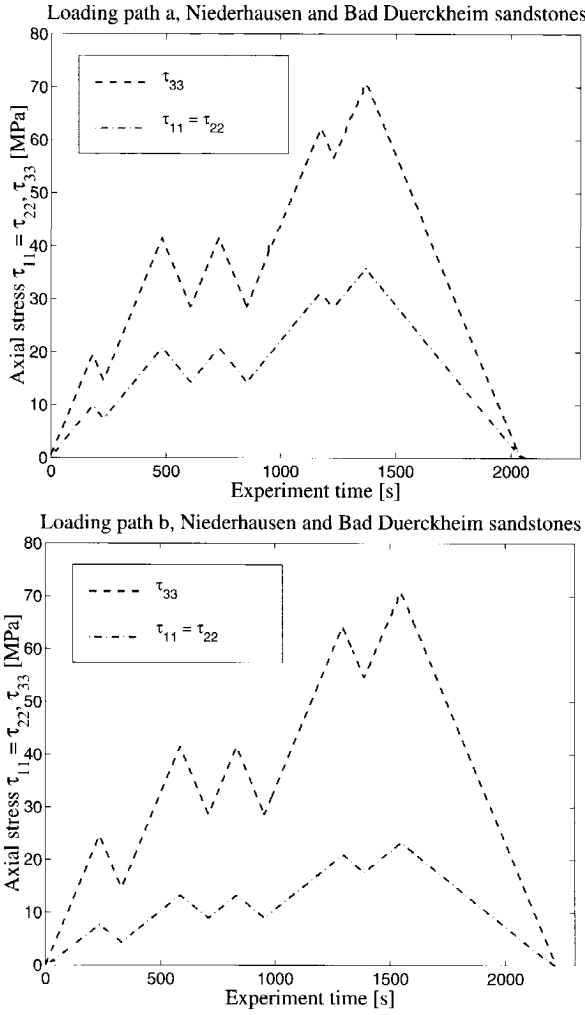 Loading path a, Niederhausen and Bad Duerckheim sandstones
80
70
60
50
40
30
20
10
0
Axial stress τ11 = τ22, τ33 [MPa]
τ33
τ11 = τ22
0 500 1000 1500 2000
Experiment time [s]
Loading path b, Niederhausen and Bad Duerckheim sandstones
80
70
60
50
40
30
20
10
0
Axial stress τ11 = τ22, τ33 [MPa]
τ33
τ11 = τ22
0 500 1000 1500 2000
Experiment time [s]